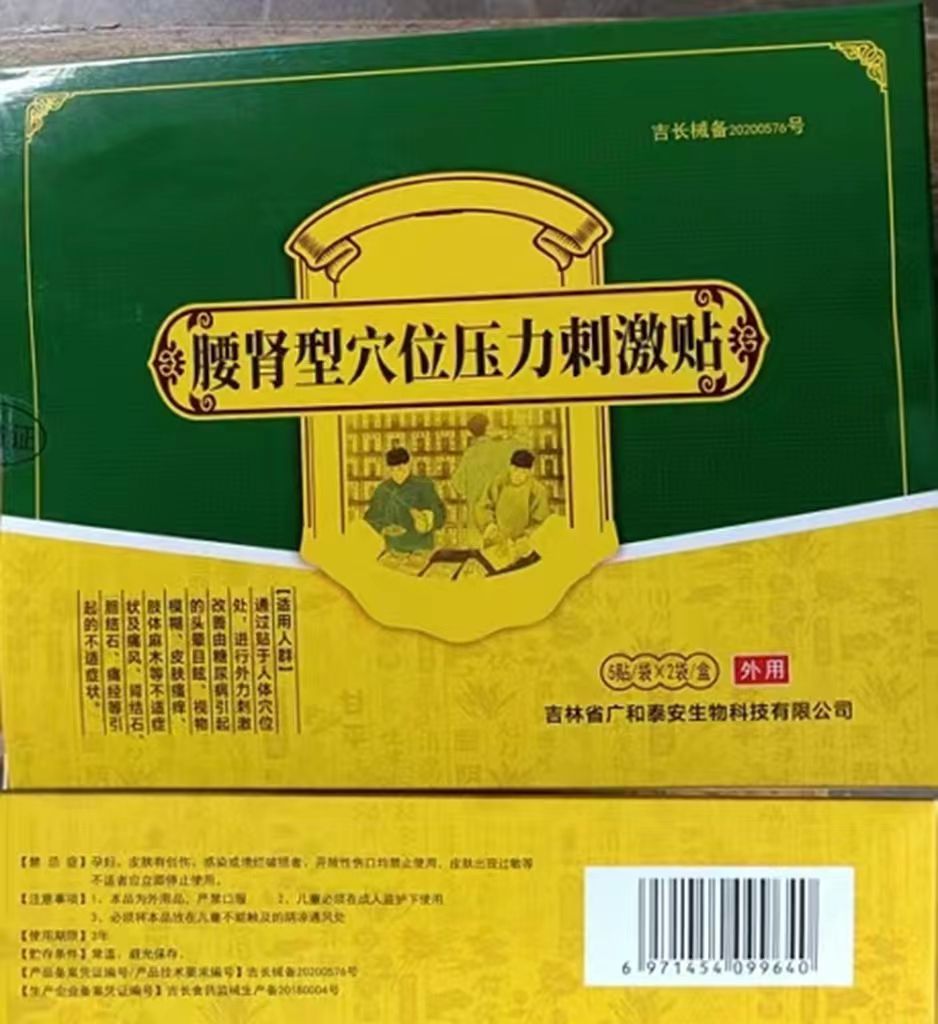 吉长械备20200576号
腰肾型穴位压力刺激贴
证
【适用人群】
通过贴于人体穴位
处，进行外力刺激
改善由糖尿病引起
的头晕目眩、视物
模糊、皮肤瘙痒、
肢体麻木等不适症
状及痛风、肾结石、
胆结石、痛经等引
起的不适症状。
5贴/袋×2袋/盒
外用
吉林省广和泰安生物科技有限公司
【禁忌症】孕妇、皮肤有创伤、感染或溃烂破损者，开放性伤口均禁止使用，皮肤出现过敏等
不适者应立即停止使用。
【注意事项】1、本品为外用品，严禁口服 2、儿童必须在成人监护下使用
3、必须将本品放在儿童不能触及的阴凉通风处
【使用期限】3年
【贮存条件】常温，避光保存。
【产品备案凭证编号/产品技术要求编号】吉长械备20200576号
【生产企业备案凭证编号】吉长食药监械生产备20180004号
6 971454 099640